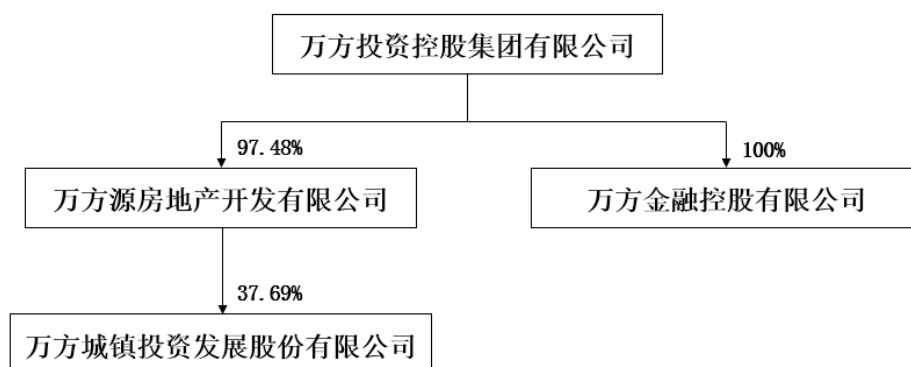 万方投资控股集团有限公司
97.48%
100%
万方源房地产开发有限公司
万方金融控股有限公司
37.69%
万方城镇投资发展股份有限公司